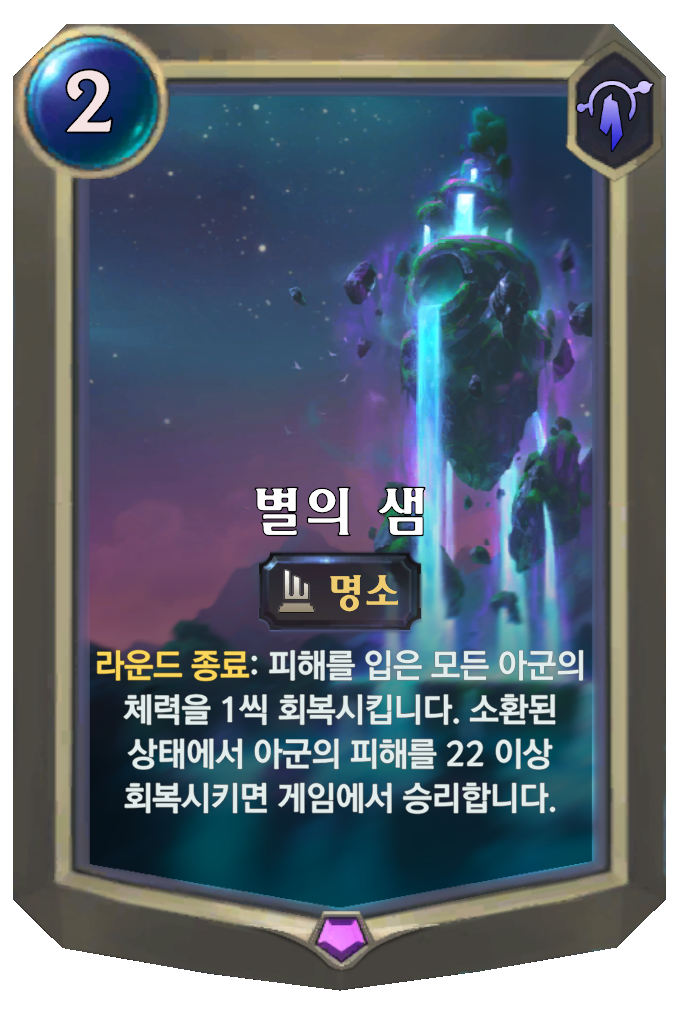 2
별의 샘
명소
라운드 종료: 피해를 입은 모든 아군의
체력을 1씩 회복시킵니다. 소환된
상태에서 아군의 피해를 22 이상
회복시키면 게임에서 승리합니다.